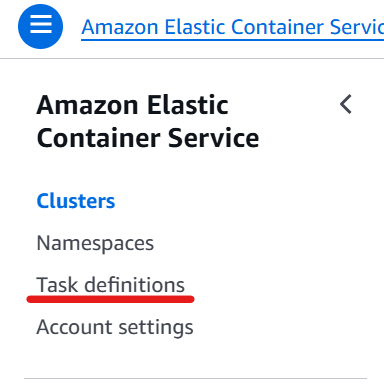 Amazon Elastic Container Servic
Amazon Elastic
Container Service
Clusters
Namespaces
Task definitions
Account settings